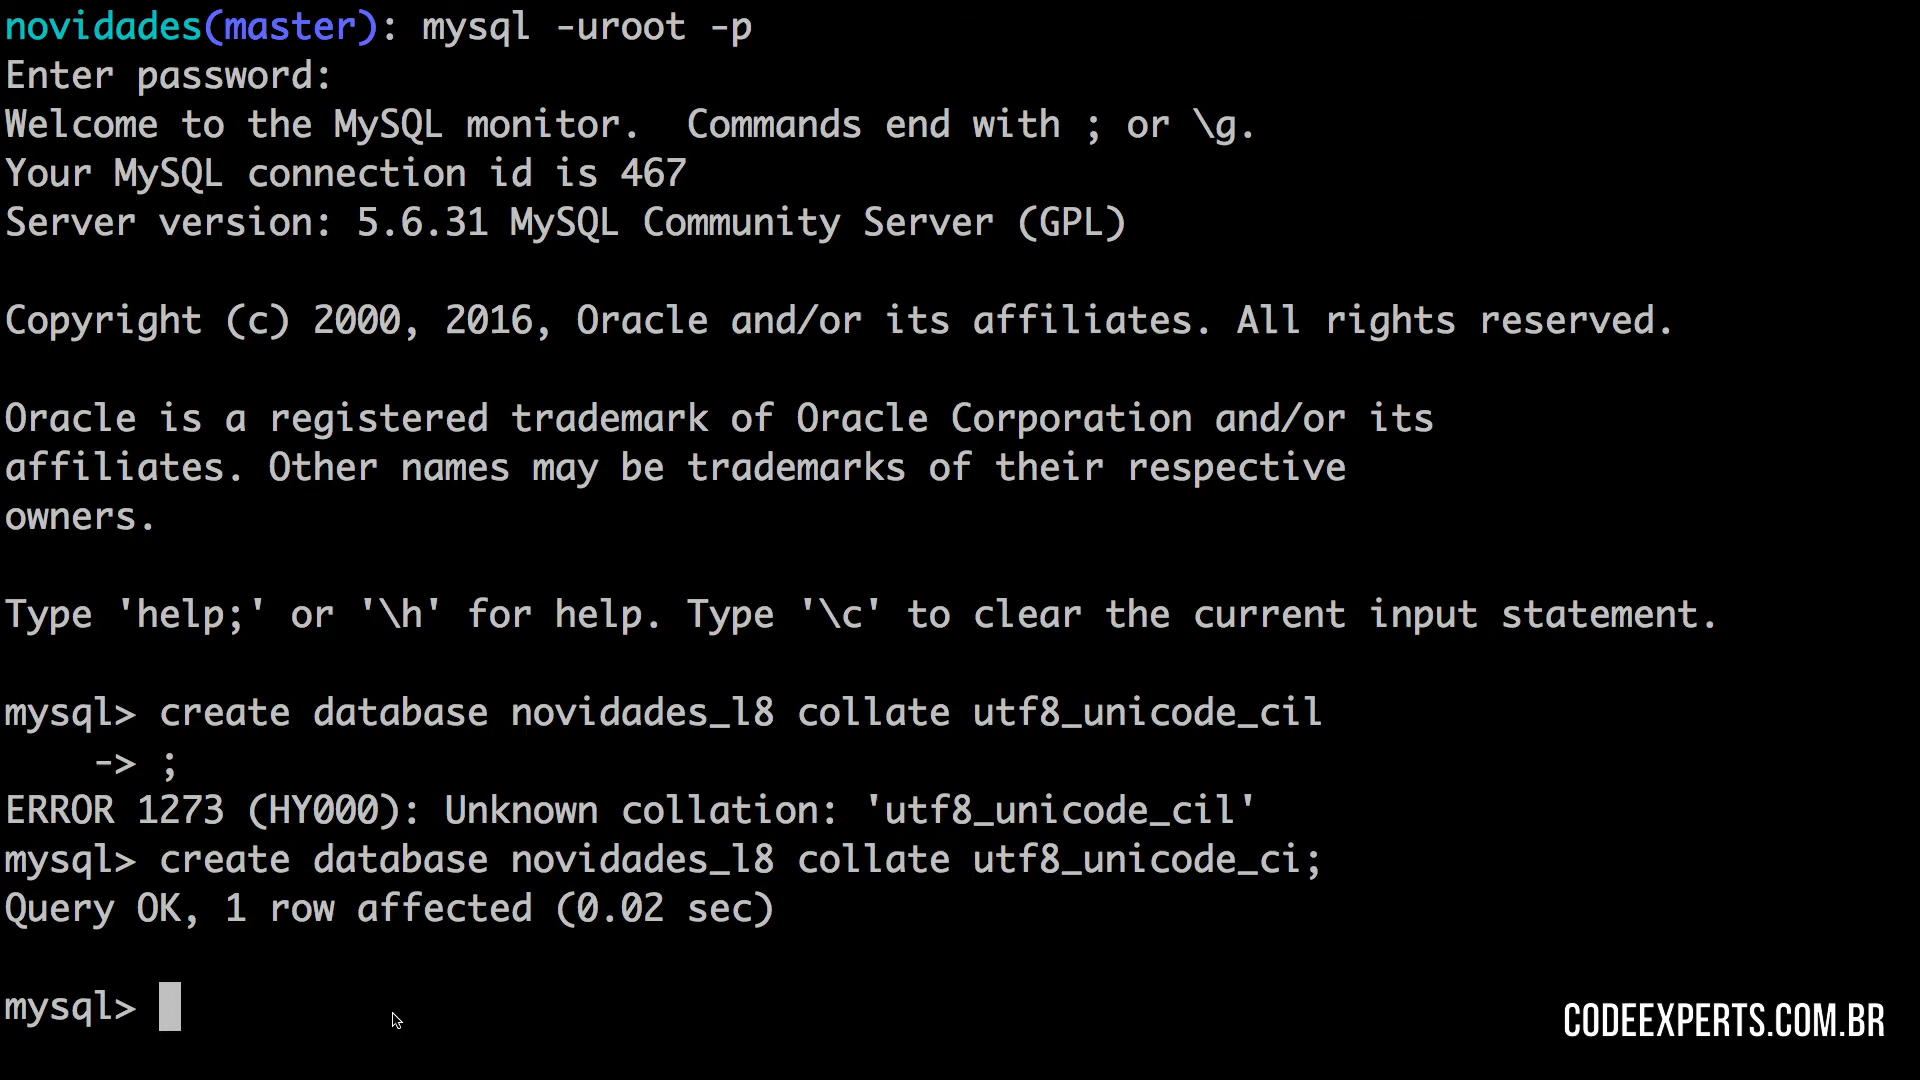 novidades(master): mysql -uroot -p
Enter password:
Welcome to the MySQL monitor.  Commands end with ; or \g.
Your MySQL connection id is 467
Server version: 5.6.31 MySQL Community Server (GPL)
Copyright (c) 2000, 2016, Oracle and/or its affiliates. All rights reserved.
Oracle is a registered trademark of Oracle Corporation and/or its
affiliates. Other names may be trademarks of their respective
owners.
Type 'help;' or '\h' for help. Type '\c' to clear the current input statement.
mysql> create database novidades_l8 collate utf8_unicode_cil
    -> ;
ERROR 1273 (HY000): Unknown collation: 'utf8_unicode_cil'
mysql> create database novidades_l8 collate utf8_unicode_ci;
Query OK, 1 row affected (0.02 sec)
mysql>
CODEEXPERTS.COM.BR